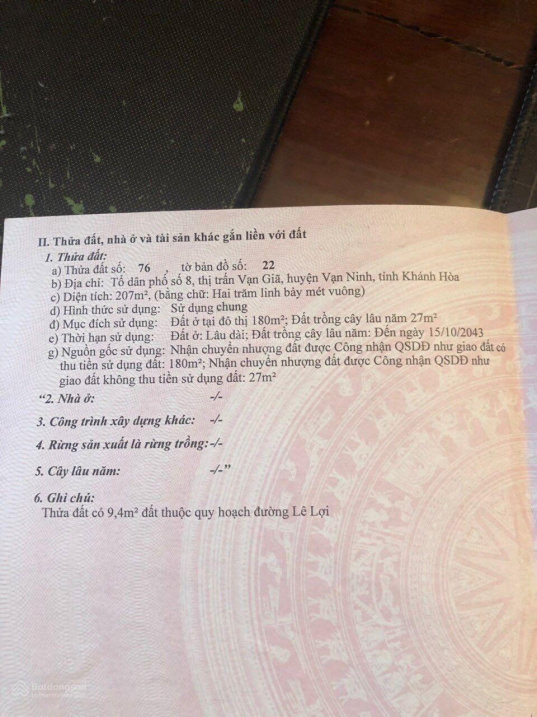 II. Thửa đất, nhà ở và tài sản khác gắn liền với đất
1. Thửa đất:
a) Thửa đất số: 76 , tờ bản đồ số: 22
b) Địa chỉ: Tổ dân phố số 8, thị trấn Vạn Giã, huyện Vạn Ninh, tỉnh Khánh Hòa
c) Diện tích: 207m², (bằng chữ: Hai trăm linh bảy mét vuông)
d) Hình thức sử dụng: Sử dụng chung
đ) Mục đích sử dụng: Đất ở tại đô thị 180m²; Đất trồng cây lâu năm 27m²
e) Thời hạn sử dụng: Đất ở: Lâu dài; Đất trồng cây lâu năm: Đến ngày 15/10/2043
g) Nguồn gốc sử dụng: Nhận chuyển nhượng đất được Công nhận QSDĐ như giao đất có
thu tiền sử dụng đất: 180m²; Nhận chuyển nhượng đất được Công nhận QSDĐ như
giao đất không thu tiền sử dụng đất: 27m²
“2. Nhà ở: -/-
3. Công trình xây dựng khác: -/-
4. Rừng sản xuất là rừng trồng: -/-
5. Cây lâu năm: -/-”
6. Ghi chú:
Thửa đất có 9,4m² đất thuộc quy hoạch đường Lê Lợi